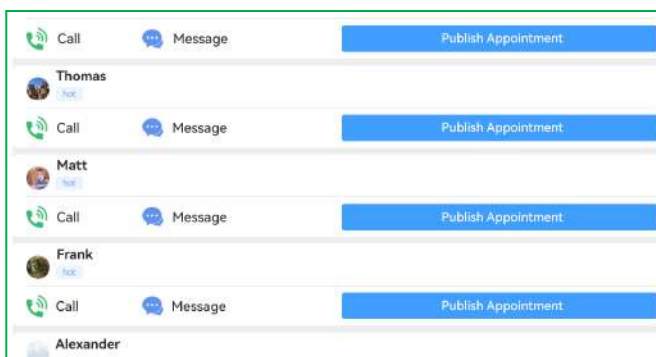 Call Message Publish Appointment
Thomas
hot
Call Message Publish Appointment
Matt
hot
Call Message Publish Appointment
Frank
hot
Call Message Publish Appointment
Alexander